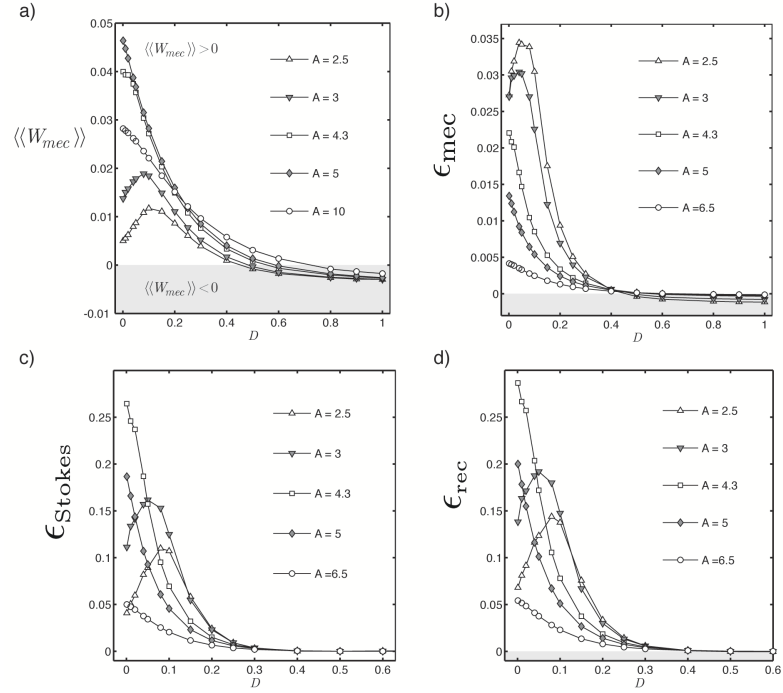 a)
⟨⟨W_mec⟩⟩
0.05
0.04
0.03
0.02
0.01
0
-0.01
⟨⟨W_mec⟩⟩ > 0
⟨⟨W_mec⟩⟩ < 0
A = 2.5
A = 3
A = 4.3
A = 5
A = 10
0 0.2 0.4 0.6 0.8 1
D
b)
ϵmec
0.035
0.03
0.025
0.02
0.015
0.01
0.005
0
A = 2.5
A = 3
A = 4.3
A = 5
A =6.5
0 0.2 0.4 0.6 0.8 1
D
c)
ϵStokes
0.25
0.2
0.15
0.1
0.05
0
A = 2.5
A = 3
A = 4.3
A = 5
A =6.5
0 0.1 0.2 0.3 0.4 0.5 0.6
D
d)
ϵrec
0.25
0.2
0.15
0.1
0.05
0
A = 2.5
A = 3
A = 4.3
A = 5
A =6.5
0 0.1 0.2 0.3 0.4 0.5 0.6
D